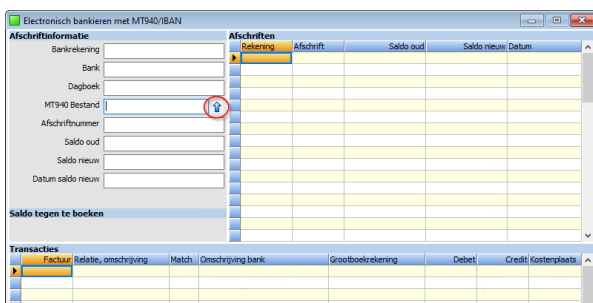 Electronisch bankieren met MT940/IBAN
Afschriftinformatie
Bankrekening
Bank
Dagboek
MT940 Bestand
Afschriftnummer
Saldo oud
Saldo nieuw
Datum saldo nieuw
Saldo tegen te boeken
Afschriften
Rekening Afschrift Saldo oud Saldo nieuw Datum
Transacties
Factuur Relatie, omschrijving Match Omschrijving bank Grootboekrekening Debet Credit Kostenplaats